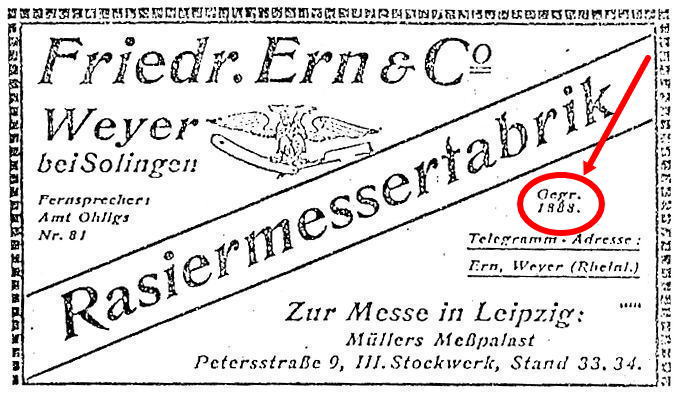 Friedr. Ern & Co
Weyer
bei Solingen
Fernsprecher:
Amt Ohligs
Nr. 81
Rasiermesserfabrik
Gegr.
1888.
Telegramm-Adresse:
Ern, Weyer (Rheinl.)
Zur Messe in Leipzig:
Müllers Meßpalast
Petersstraße 9, III. Stockwerk, Stand 33. 34.